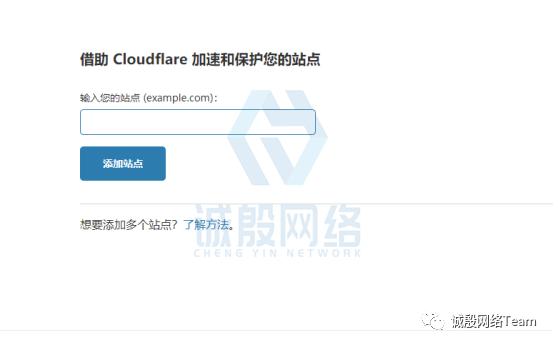 借助 Cloudflare 加速和保护您的站点
输入您的站点 (example.com)：
添加站点
诚殷网络
CHENG YIN NETWORK
想要添加多个站点？了解方法。
诚殷网络Team